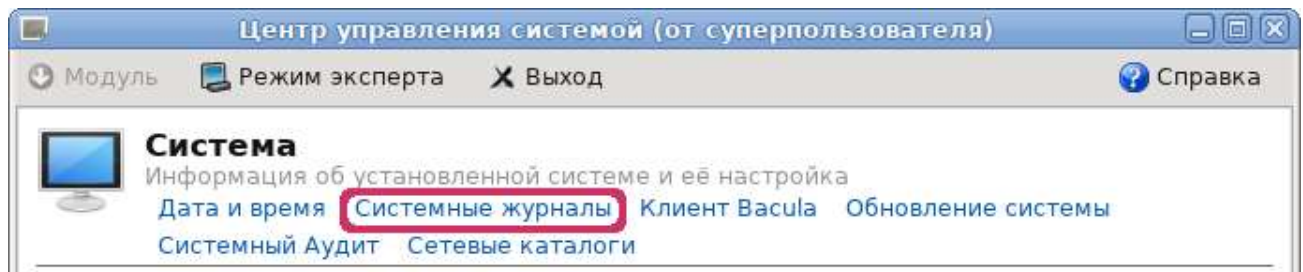 Центр управления системой (от суперпользователя)
Модуль Режим эксперта Выход Справка
Система
Информация об установленной системе и её настройка
Дата и время Системные журналы Клиент Bacula Обновление системы
Системный Аудит Сетевые каталоги